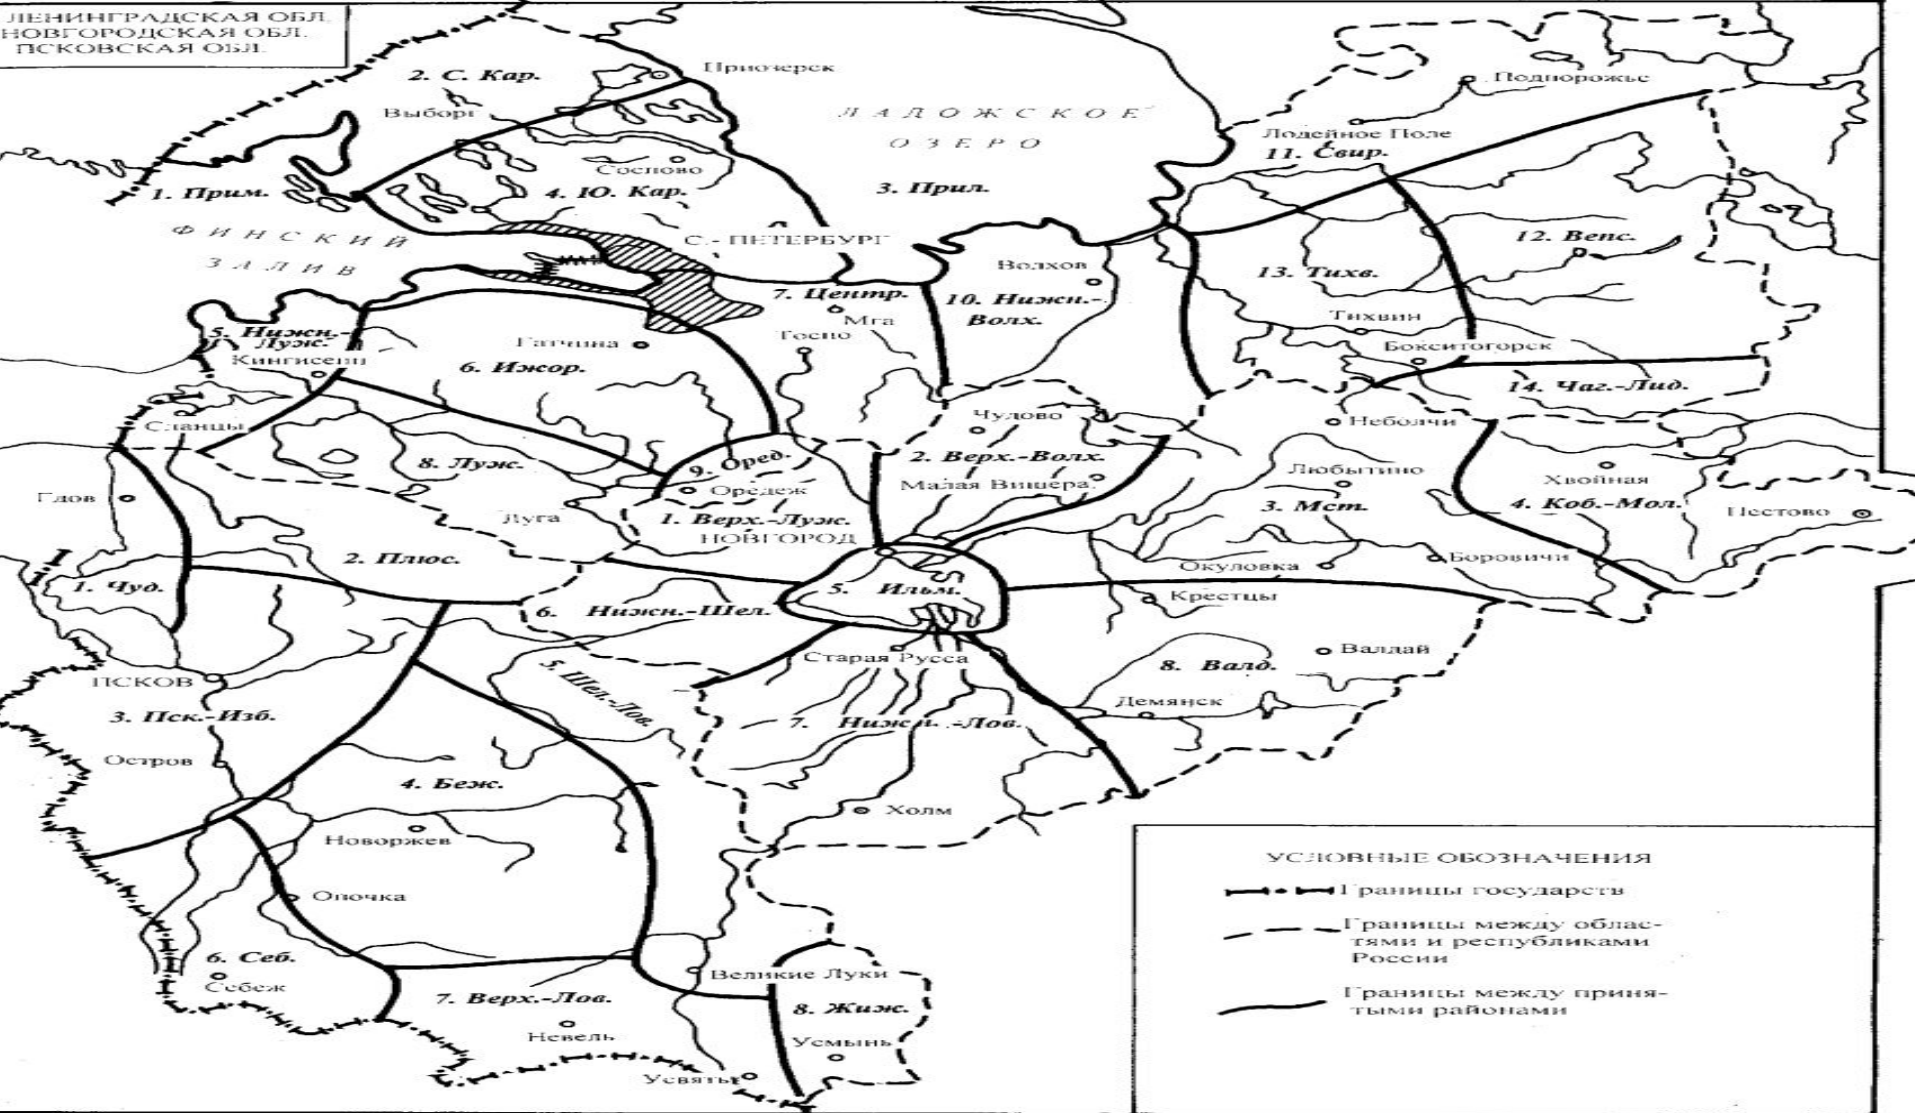 ЛЕНИНГРАДСКАЯ ОБЛ.
НОВГОРОДСКАЯ ОБЛ.
ПСКОВСКАЯ ОБЛ.
2. С. Кар.
Приозерск
Выборг
ЛАДОЖСКОЕ
ОЗЕРО
Подпорожье
Лодейное Поле
11. Свир.
1. Прим.
Сосново
4. Ю. Кар.
3. Прил.
ФИНСКИЙ
ЗАЛИВ
С.-ПЕТЕРБУРГ
12. Вепс.
Волхов
13. Тихв.
7. Центр.
10. Нижн.-
Волх.
Мга
Тихвин
5. Нижн.-
Луж.
Кингисепп
Гатчина
Тосно
Бокситогорск
6. Ижор.
14. Чаг.-Лид.
Сланцы
Чудово
Неболчи
8. Луж.
9. Оред.
2. Верх.-Волх.
Любытино
Хвойная
Гдов
Оредеж
Малая Вишера
3. Мст.
4. Коб.-Мол.
Пестово
Луга
1. Верх.-Луж.
НОВГОРОД
2. Плюс.
Окуловка
Боровичи
1. Чуд.
6. Нижн.-Шел.
5. Ильм.
Крестцы
ПСКОВ
5. Шел.-Лов.
Старая Русса
8. Валд.
Валдай
3. Пск.-Изб.
7. Нижн.-Лов.
Демянск
Остров
4. Беж.
Холм
Новоржев
Опочка
6. Себ.
Себеж
7. Верх.-Лов.
Великие Луки
8. Жиж.
Невель
Усмынь
Усвяты
УСЛОВНЫЕ ОБОЗНАЧЕНИЯ
Границы государств
Границы между облас-
тями и республиками
России
Границы между приня-
тыми районами